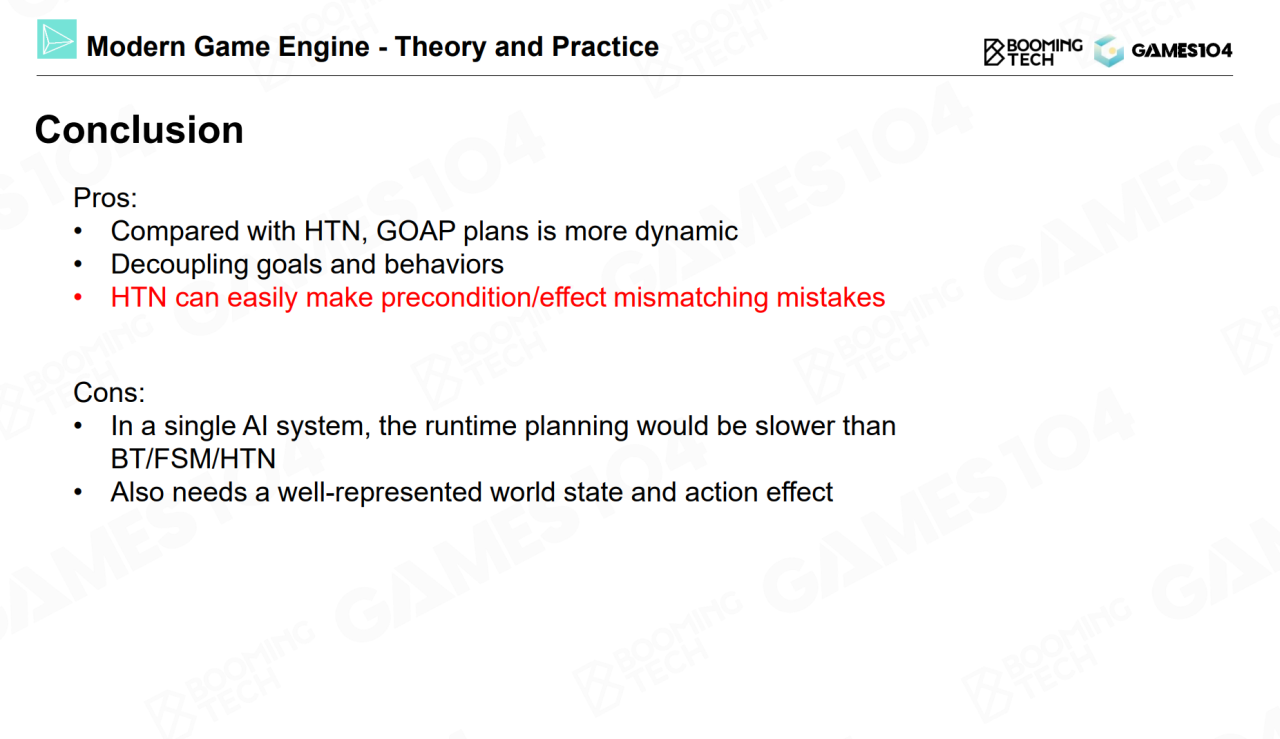 Modern Game Engine - Theory and Practice
BOOMING
TECH
GAMES104
Conclusion
Pros:
• Compared with HTN, GOAP plans is more dynamic
• Decoupling goals and behaviors
• HTN can easily make precondition/effect mismatching mistakes
Cons:
• In a single AI system, the runtime planning would be slower than
BT/FSM/HTN
• Also needs a well-represented world state and action effect